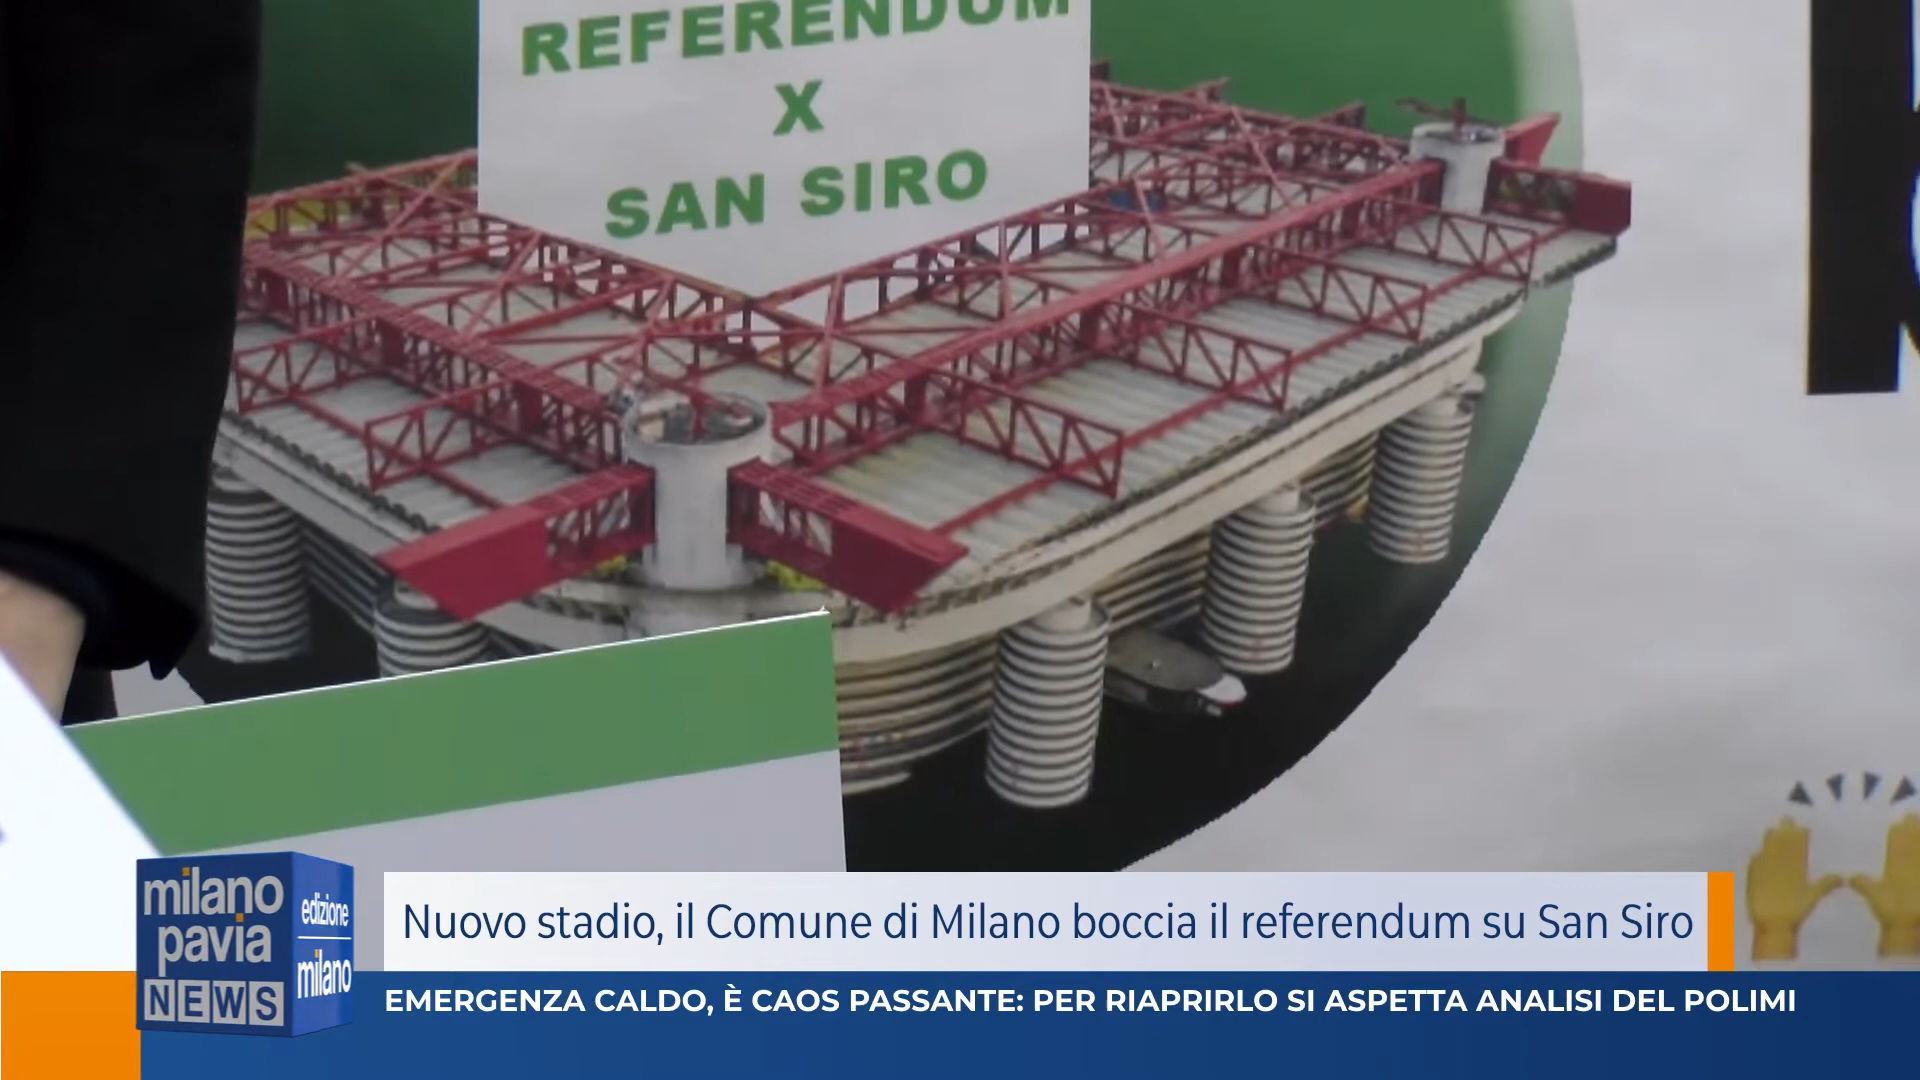 REFERENDUM
X
SAN SIRO
milano
pavia
NEWS
edizione
milano
Nuovo stadio, il Comune di Milano boccia il referendum su San Siro
EMERGENZA CALDO, È CAOS PASSANTE: PER RIAPRIRLO SI ASPETTA ANALISI DEL POLIMI